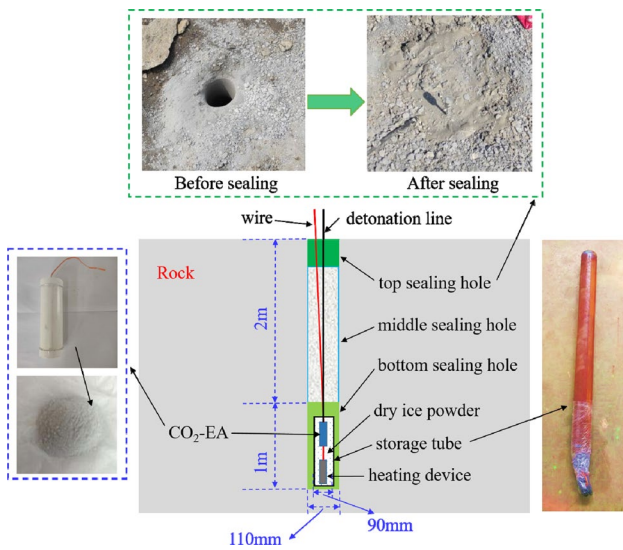 Before sealing
After sealing
wire
detonation line
Rock
top sealing hole
2m
middle sealing hole
bottom sealing hole
dry ice powder
CO₂-EA
storage tube
1m
heating device
90mm
110mm